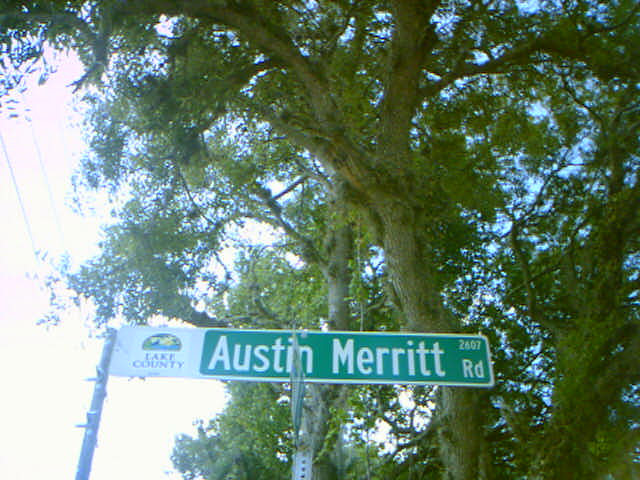 LAKE
COUNTY
Austin Merritt Rd
2607